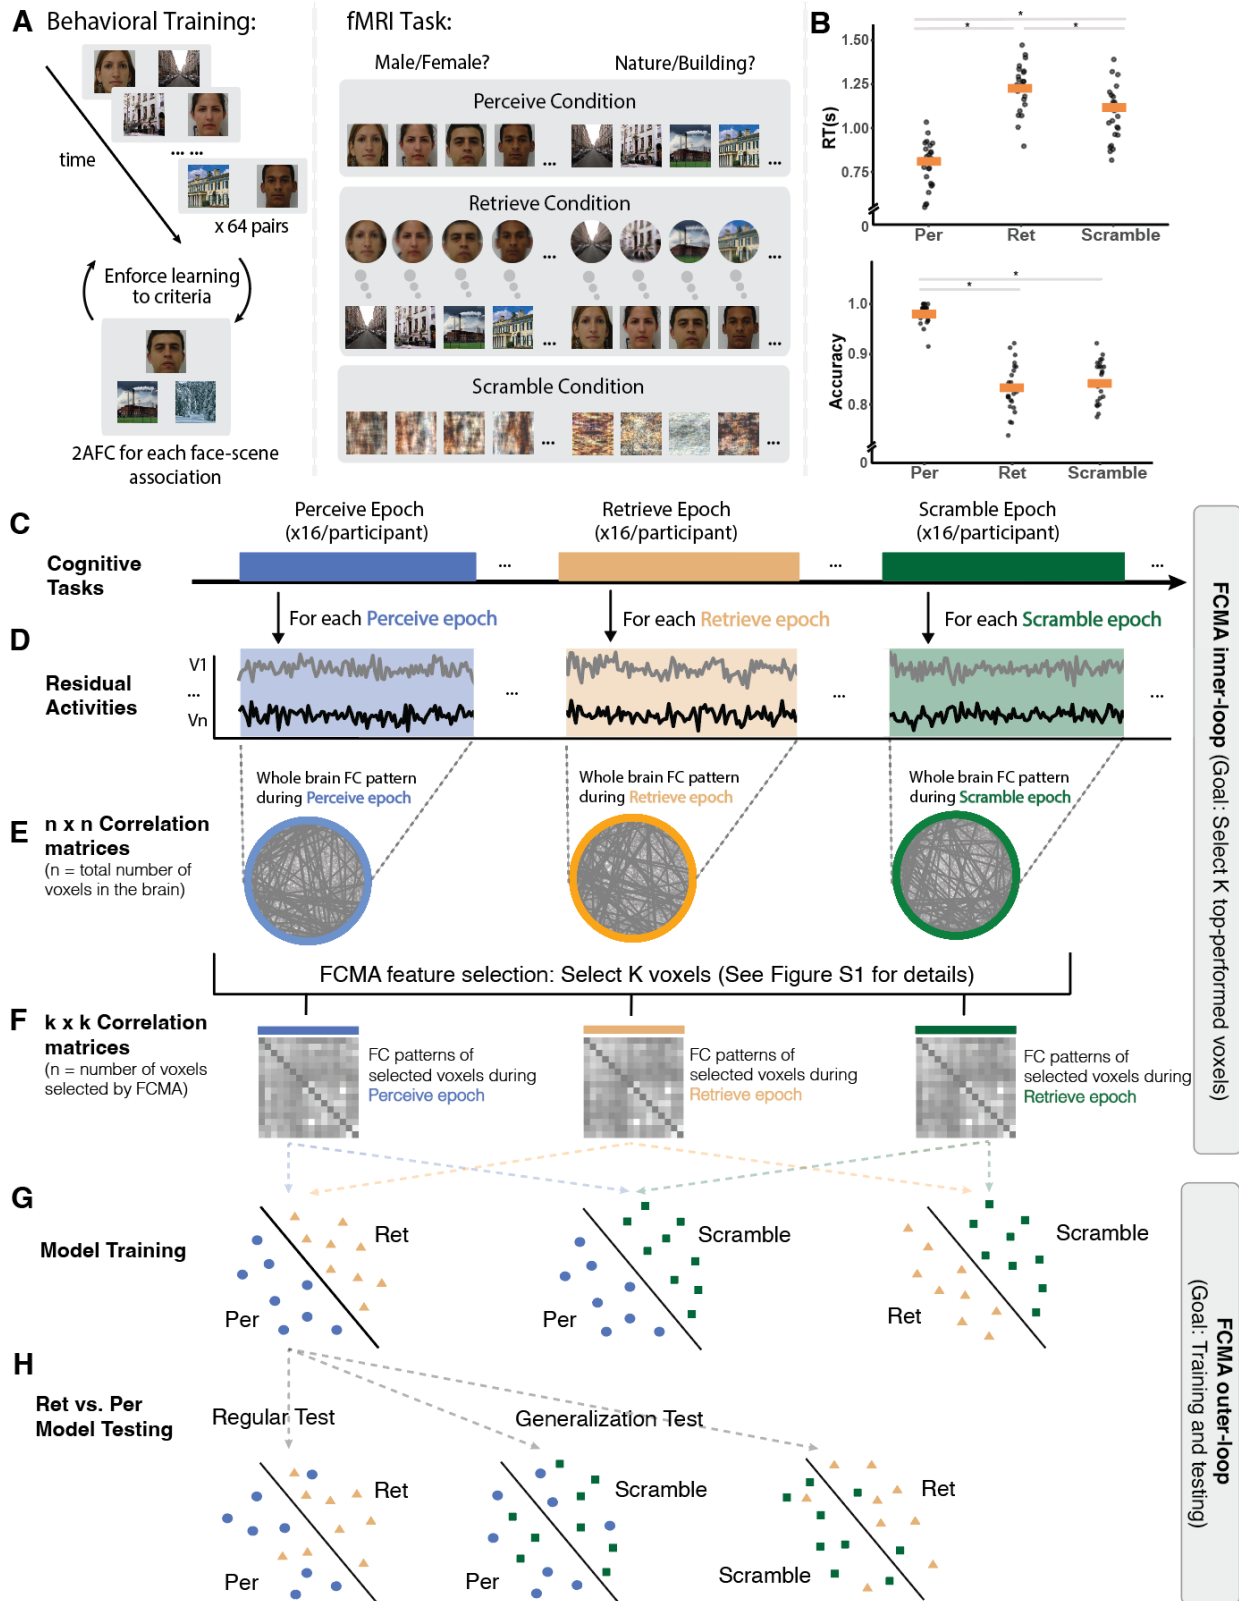 A
Behavioral Training:
time
... ...
x 64 pairs
Enforce learning
to criteria
2AFC for each face-scene
association
fMRI Task:
Male/Female?
Nature/Building?
Perceive Condition
...
...
Retrieve Condition
...
...
...
...
Scramble Condition
...
...
B
*
*
*
1.50
1.25
1.00
0.75
0
RT(s)
Per
Ret
Scramble
*
*
1.0
0.9
0.8
0
Accuracy
Per
Ret
Scramble
C
Cognitive
Tasks
Perceive Epoch
(x16/participant)
...
Retrieve Epoch
(x16/participant)
...
Scramble Epoch
(x16/participant)
...
For each Perceive epoch
For each Retrieve epoch
For each Scramble epoch
D
Residual
Activities
V1
...
Vn
...
...
...
Whole brain FC pattern
during Perceive epoch
Whole brain FC pattern
during Retrieve epoch
Whole brain FC pattern
during Scramble epoch
E
n x n Correlation
matrices
(n = total number of
voxels in the brain)
FCMA feature selection: Select K voxels (See Figure S1 for details)
F
k x k Correlation
matrices
(n = number of voxels
selected by FCMA)
FC patterns of
selected voxels during
Perceive epoch
FC patterns of
selected voxels during
Retrieve epoch
FC patterns of
selected voxels during
Retrieve epoch
FCMA inner-loop (Goal: Select K top-performed voxels)
G
Model Training
Ret
Per
Scramble
Per
Scramble
Ret
H
Ret vs. Per
Model Testing
Regular Test
Generalization Test
Ret
Per
Scramble
Per
Ret
Scramble
FCMA outer-loop
(Goal: Training and testing)